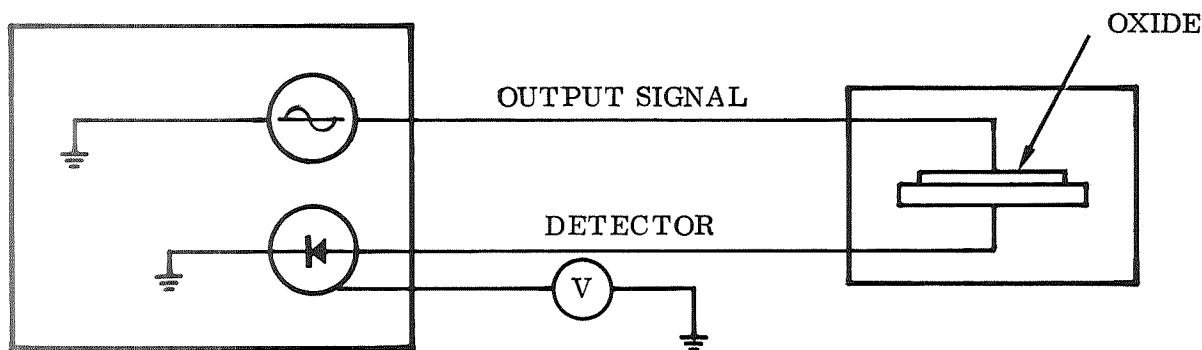 OXIDE
OUTPUT SIGNAL
DETECTOR
V